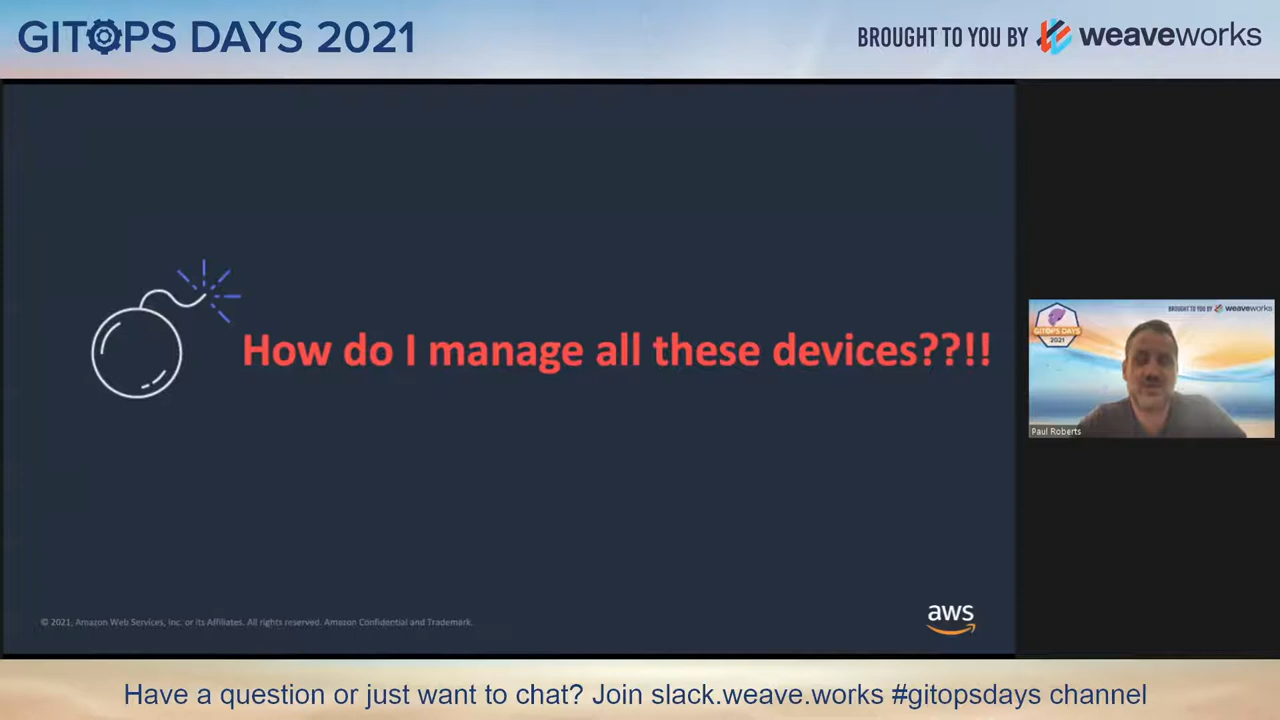 GITOPS DAYS 2021
BROUGHT TO YOU BY weaveworks
How do I manage all these devices??!!
BROUGHT TO YOU BY weaveworks
GITOPS DAYS
2021
Paul Roberts
© 2021, Amazon Web Services, Inc. or its Affiliates. All rights reserved. Amazon Confidential and Trademark.
aws
Have a question or just want to chat? Join slack.weave.works #gitopsdays channel